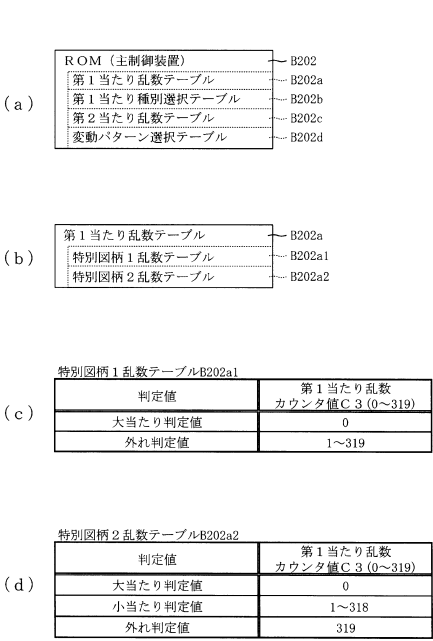 (a)
ROM（主制御装置） B202
第１当たり乱数テーブル B202a
第１当たり種別選択テーブル B202b
第２当たり乱数テーブル B202c
変動パターン選択テーブル B202d
(b)
第１当たり乱数テーブル B202a
特別図柄１乱数テーブル B202a1
特別図柄２乱数テーブル B202a2
(c)
特別図柄１乱数テーブルB202a1
判定値 第１当たり乱数
カウンタ値Ｃ３(0～319)
大当たり判定値 0
外れ判定値 1～319
(d)
特別図柄２乱数テーブルB202a2
判定値 第１当たり乱数
カウンタ値Ｃ３(0～319)
大当たり判定値 0
小当たり判定値 1～318
外れ判定値 319